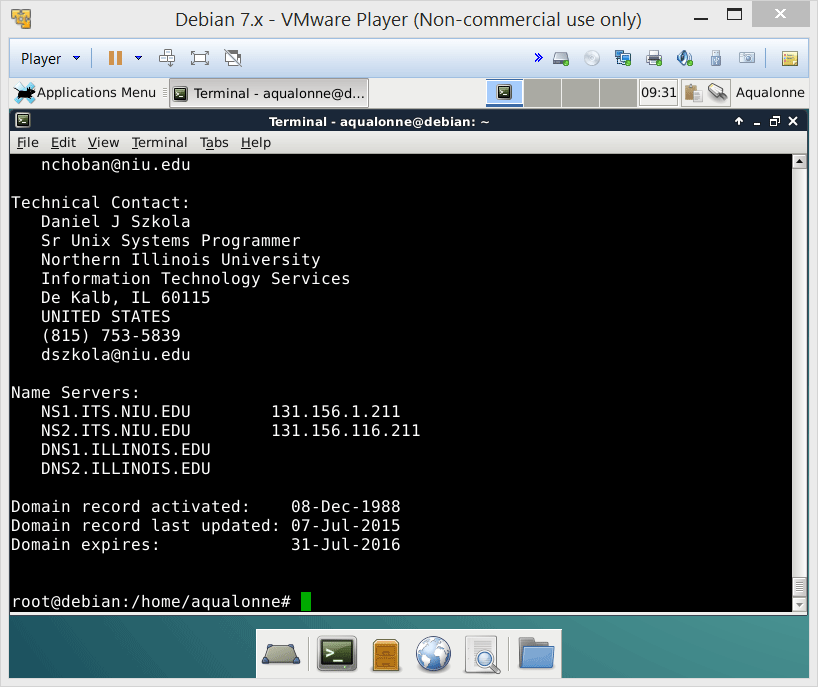 Debian 7.x - VMware Player (Non-commercial use only)
Player
Applications Menu
Terminal - aqualonne@d...
09:31
Aqualonne
Terminal - aqualonne@debian: ~
File Edit View Terminal Tabs Help
nchoban@niu.edu
Technical Contact:
Daniel J Szkola
Sr Unix Systems Programmer
Northern Illinois University
Information Technology Services
De Kalb, IL 60115
UNITED STATES
(815) 753-5839
dszkola@niu.edu
Name Servers:
NS1.ITS.NIU.EDU 131.156.1.211
NS2.ITS.NIU.EDU 131.156.116.211
DNS1.ILLINOIS.EDU
DNS2.ILLINOIS.EDU
Domain record activated: 08-Dec-1988
Domain record last updated: 07-Jul-2015
Domain expires: 31-Jul-2016
root@debian:/home/aqualonne#